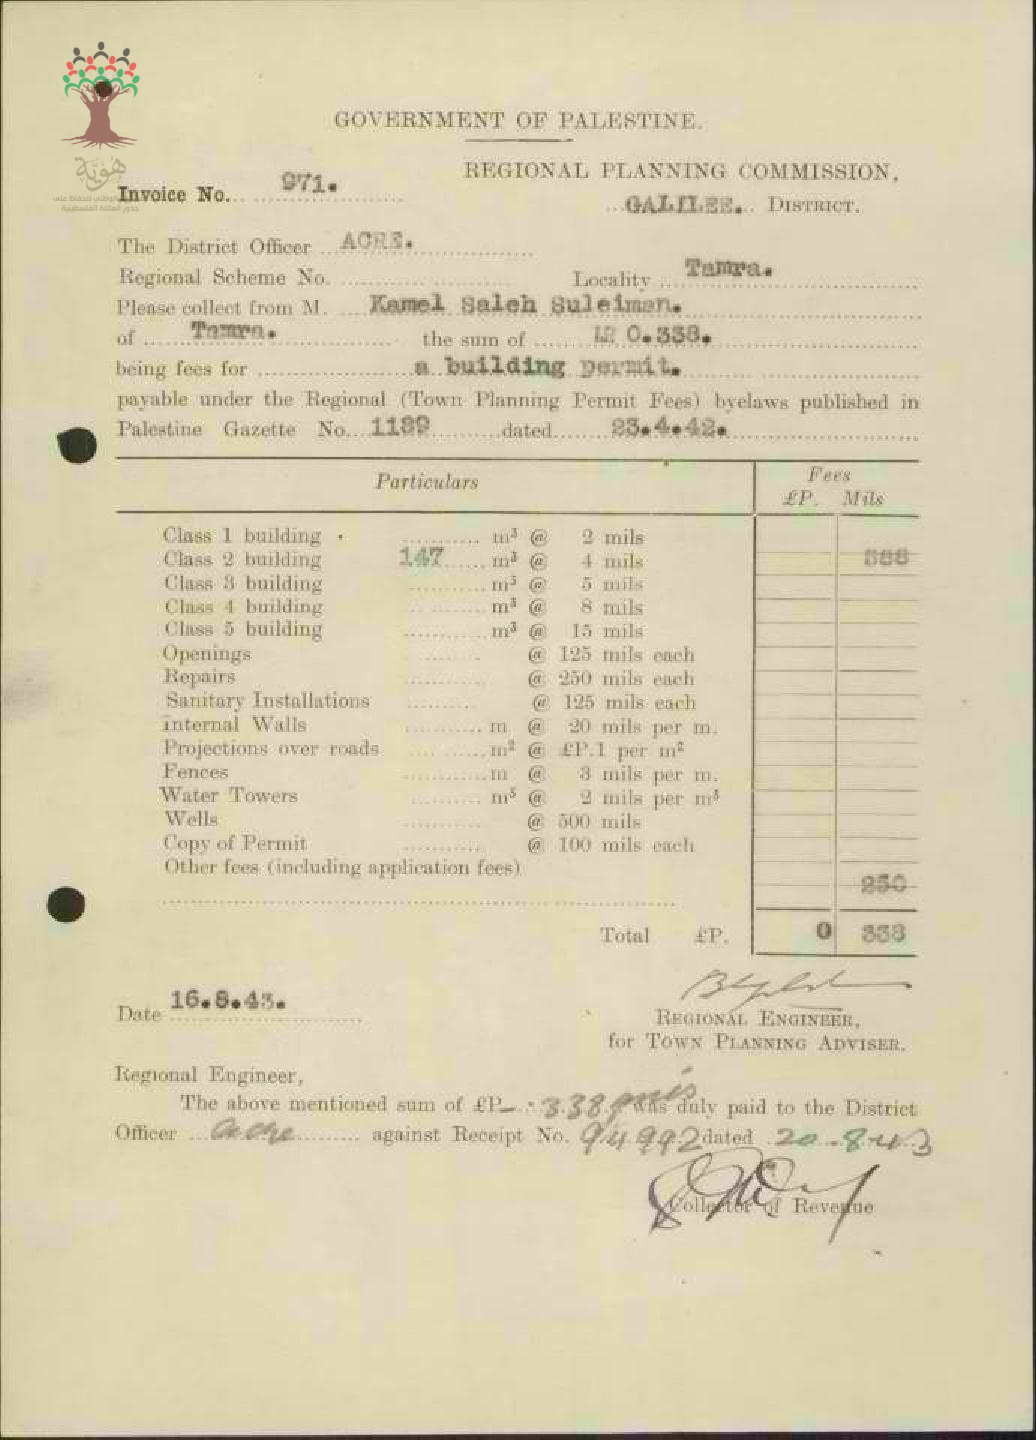 هُوِيَّة
GOVERNMENT OF PALESTINE.
REGIONAL PLANNING COMMISSION,
Invoice No. 971.
GALILEE. DISTRICT.
The District Officer ACRE.
Regional Scheme No. Locality Tamra.
Please collect from M. Kamel Saleh Suleiman.
of Tamra. the sum of LP 0.338.
being fees for a building permit.
payable under the Regional (Town Planning Permit Fees) byelaws published in
Palestine Gazette No. 1189 dated 23.4.42.
Particulars Fees
£P. Mils
Class 1 building m³ @ 2 mils
Class 2 building 147 m³ @ 4 mils 588
Class 3 building m³ @ 5 mils
Class 4 building m³ @ 8 mils
Class 5 building m³ @ 15 mils
Openings @ 125 mils each
Repairs @ 250 mils each
Sanitary Installations @ 125 mils each
Internal Walls m @ 20 mils per m.
Projections over roads m² @ £P.1 per m²
Fences m @ 3 mils per m.
Water Towers m³ @ 2 mils per m³
Wells @ 500 mils
Copy of Permit @ 100 mils each
Other fees (including application fees)
250
Total £P. 0 338
Date 16.8.43.
REGIONAL ENGINEER,
for TOWN PLANNING ADVISER.
Regional Engineer,
The above mentioned sum of £P -.338 was duly paid to the District
Officer Acre against Receipt No. 94992 dated 20.8.43
Collector of Revenue